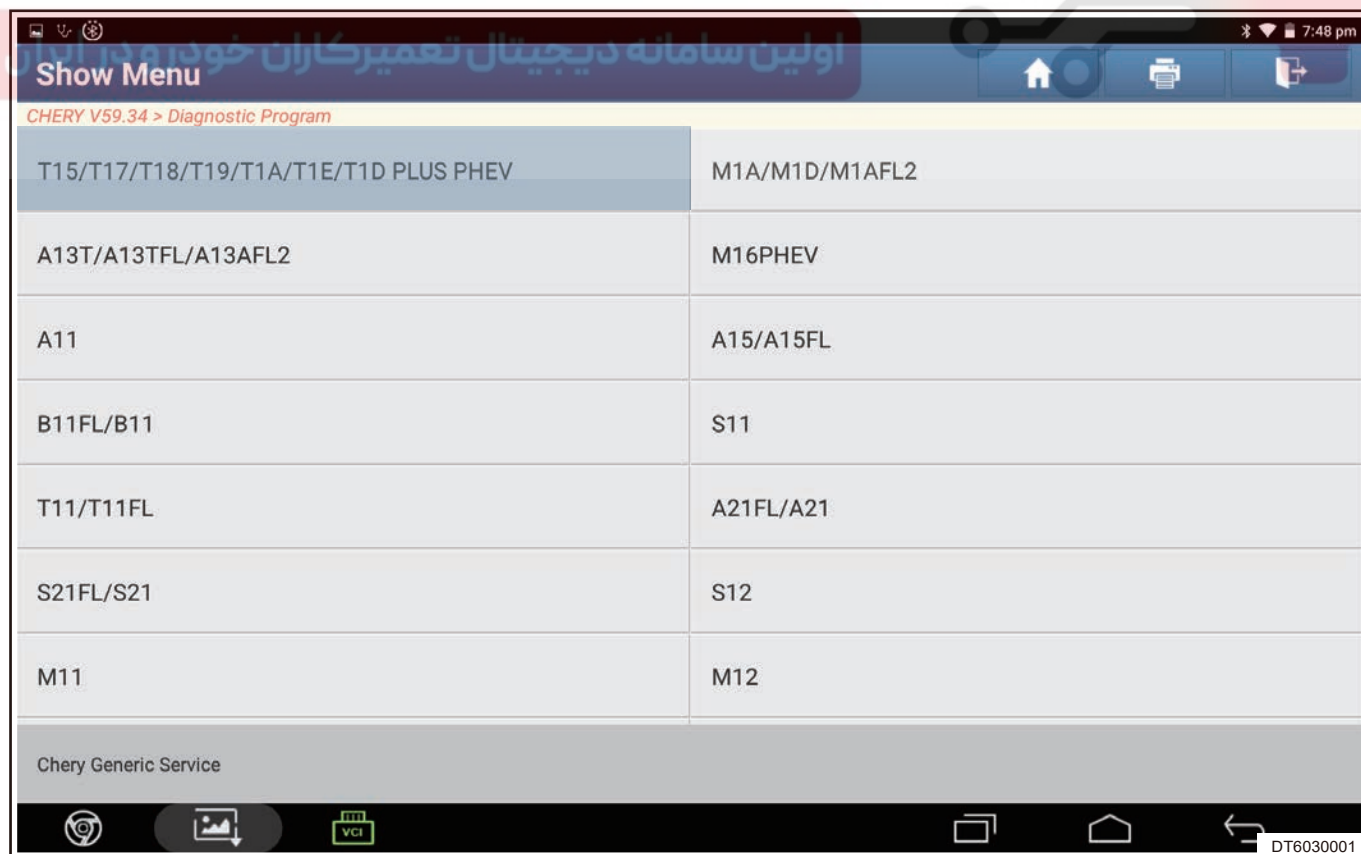 7:48 pm
اولین سامانه دیجیتال تعمیرکاران خودرو در ایران
Show Menu
CHERY V59.34 > Diagnostic Program
T15/T17/T18/T19/T1A/T1E/T1D PLUS PHEV
M1A/M1D/M1AFL2
A13T/A13TFL/A13AFL2
M16PHEV
A11
A15/A15FL
B11FL/B11
S11
T11/T11FL
A21FL/A21
S21FL/S21
S12
M11
M12
Chery Generic Service
VCI
DT6030001